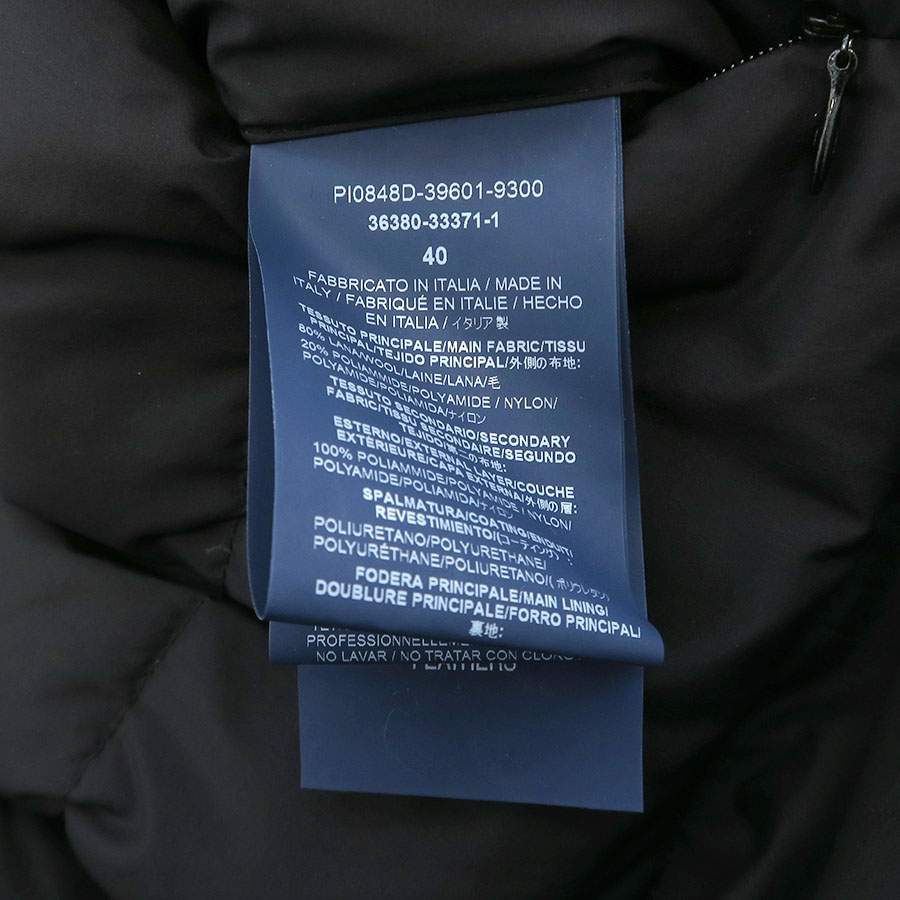 PI0848D-39601-9300
36380-33371-1
40
FABBRICATO IN ITALIA / MADE IN
ITALY / FABRIQUÉ EN ITALIE / HECHO
EN ITALIA / イタリア製
TESSUTO PRINCIPALE/MAIN FABRIC/TISSU
PRINCIPAL/TEJIDO PRINCIPAL/外側の布地:
80% LANA/WOOL/LAINE/LANA/毛
20% POLIAMMIDE/POLYAMIDE / NYLON/
POLYAMIDE/POLIAMIDA/ナイロン
TESSUTO SECONDARIO/SECONDARY
FABRIC/TISSU SECONDAIRE/SEGUNDO
TEJIDO/第二の布地:
ESTERNO/EXTERNAL LAYER/COUCHE
EXTÉRIEURE/CAPA EXTERNA/外側の層:
100% POLIAMMIDE/POLYAMIDE / NYLON/
POLYAMIDE/POLIAMIDA/ナイロン
SPALMATURA/COATING/ENDUIT/
REVESTIMIENTO/(コーティング):
POLIURETANO/POLYURETHANE/
POLYURÉTHANE/POLIURETANO/(ポリウレタン)
FODERA PRINCIPALE/MAIN LINING/
DOUBLURE PRINCIPALE/FORRO PRINCIPAL/
裏地:
NO LAVAR / NO TRATAR CON CLORO
FEATHERS